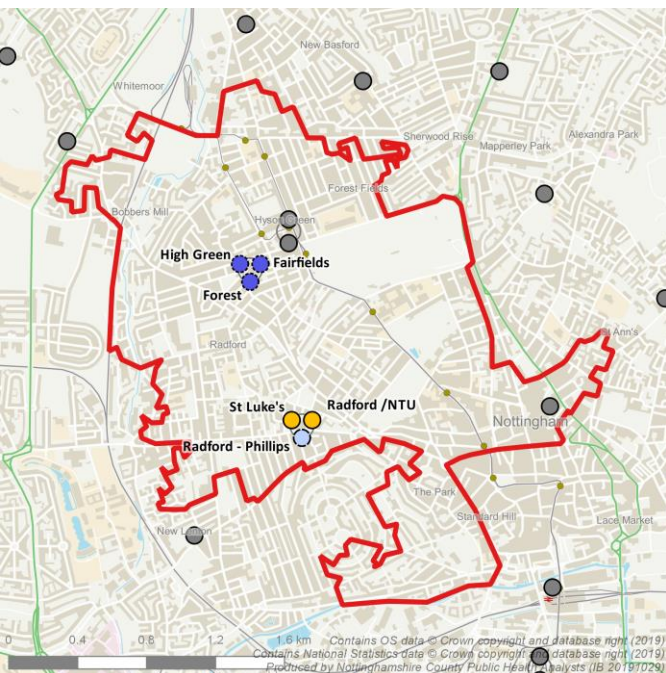 New Basford
Whitemoor
Sherwood Rise
Alexandra Park
Mapperley Park
Forest Fields
Bobbers Mill
Hyson Green
High Green
Fairfields
Forest
St Ann's
Radford
St Luke's
Radford /NTU
Nottingham
Radford - Phillips
The Park
Standard Hill
Lace Market
New Lenton
0 0.4 0.8 1.2 1.6 km
Contains OS data © Crown copyright and database right (2019)
Contains National Statistics data © Crown copyright and database right (2019)
Produced by Nottinghamshire County Public Health Analysts (IB 20191029)